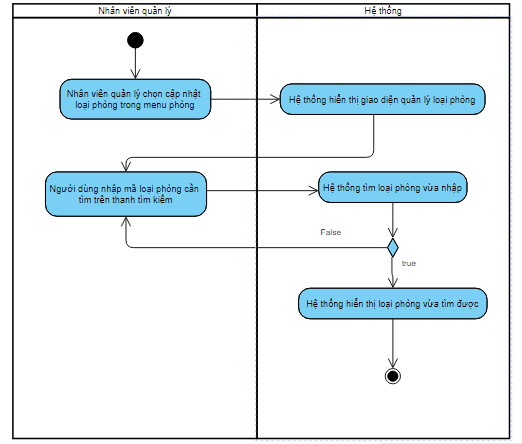 Nhân viên quản lý
Hệ thống
Nhân viên quản lý chọn cập nhật
loại phòng trong menu phòng
Hệ thống hiển thị giao diện quản lý loại phòng
Người dùng nhập mã loại phòng cần
tìm trên thanh tìm kiếm
Hệ thống tìm loại phòng vừa nhập
False
true
Hệ thống hiển thị loại phòng vừa tìm được